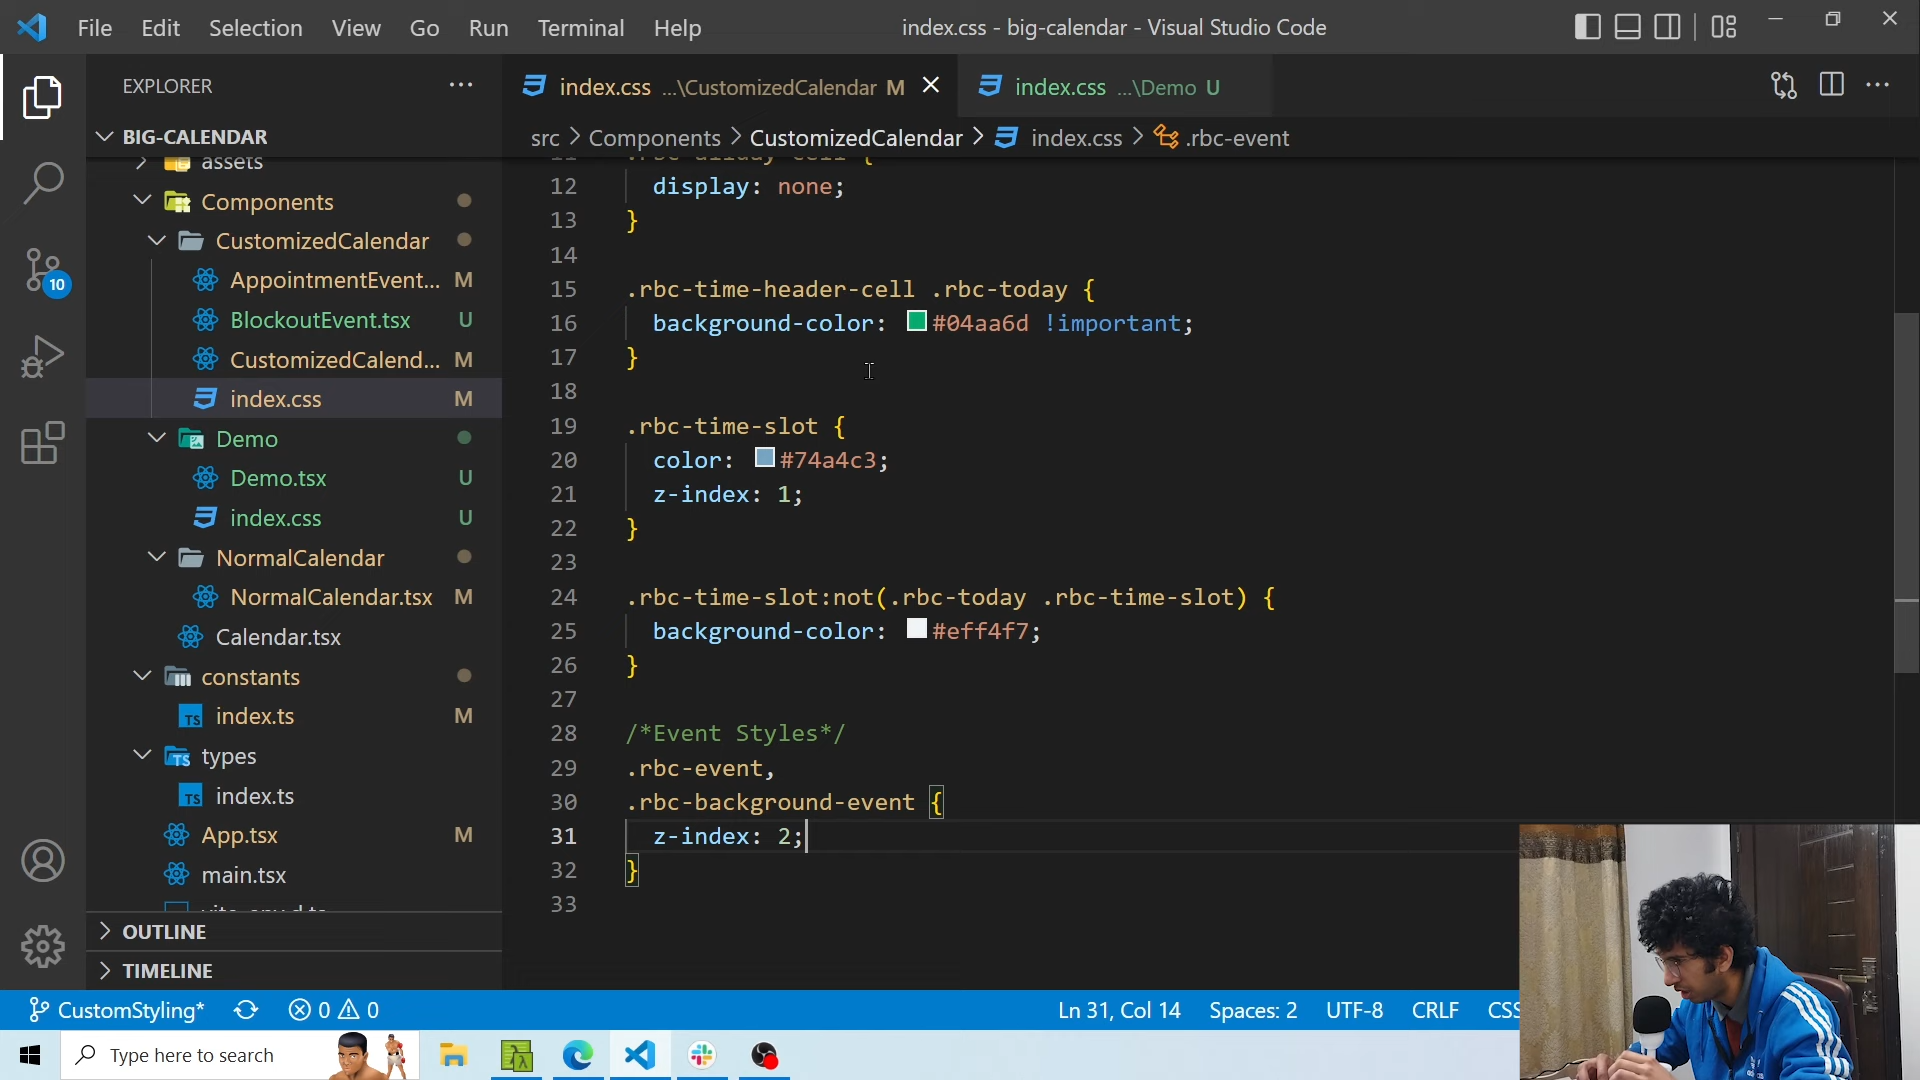 File Edit Selection View Go Run Terminal Help
index.css - big-calendar - Visual Studio Code
EXPLORER
index.css ...\CustomizedCalendar M
index.css ...\Demo U
BIG-CALENDAR
src > Components > CustomizedCalendar > index.css > .rbc-event
assets
Components
CustomizedCalendar
AppointmentEvent... M
BlockoutEvent.tsx U
CustomizedCalend... M
index.css M
Demo
Demo.tsx U
index.css U
NormalCalendar
NormalCalendar.tsx M
Calendar.tsx
constants
index.ts M
types
index.ts
App.tsx M
main.tsx
OUTLINE
TIMELINE
10
12 display: none;
13 }
14
15 .rbc-time-header-cell .rbc-today {
16 background-color: #04aa6d !important;
17 }
18
19 .rbc-time-slot {
20 color: #74a4c3;
21 z-index: 1;
22 }
23
24 .rbc-time-slot:not(.rbc-today .rbc-time-slot) {
25 background-color: #eff4f7;
26 }
27
28 /*Event Styles*/
29 .rbc-event,
30 .rbc-background-event {
31 z-index: 2;
32 }
33
CustomStyling* 0 0
Ln 31, Col 14 Spaces: 2 UTF-8 CRLF CSS
Type here to search